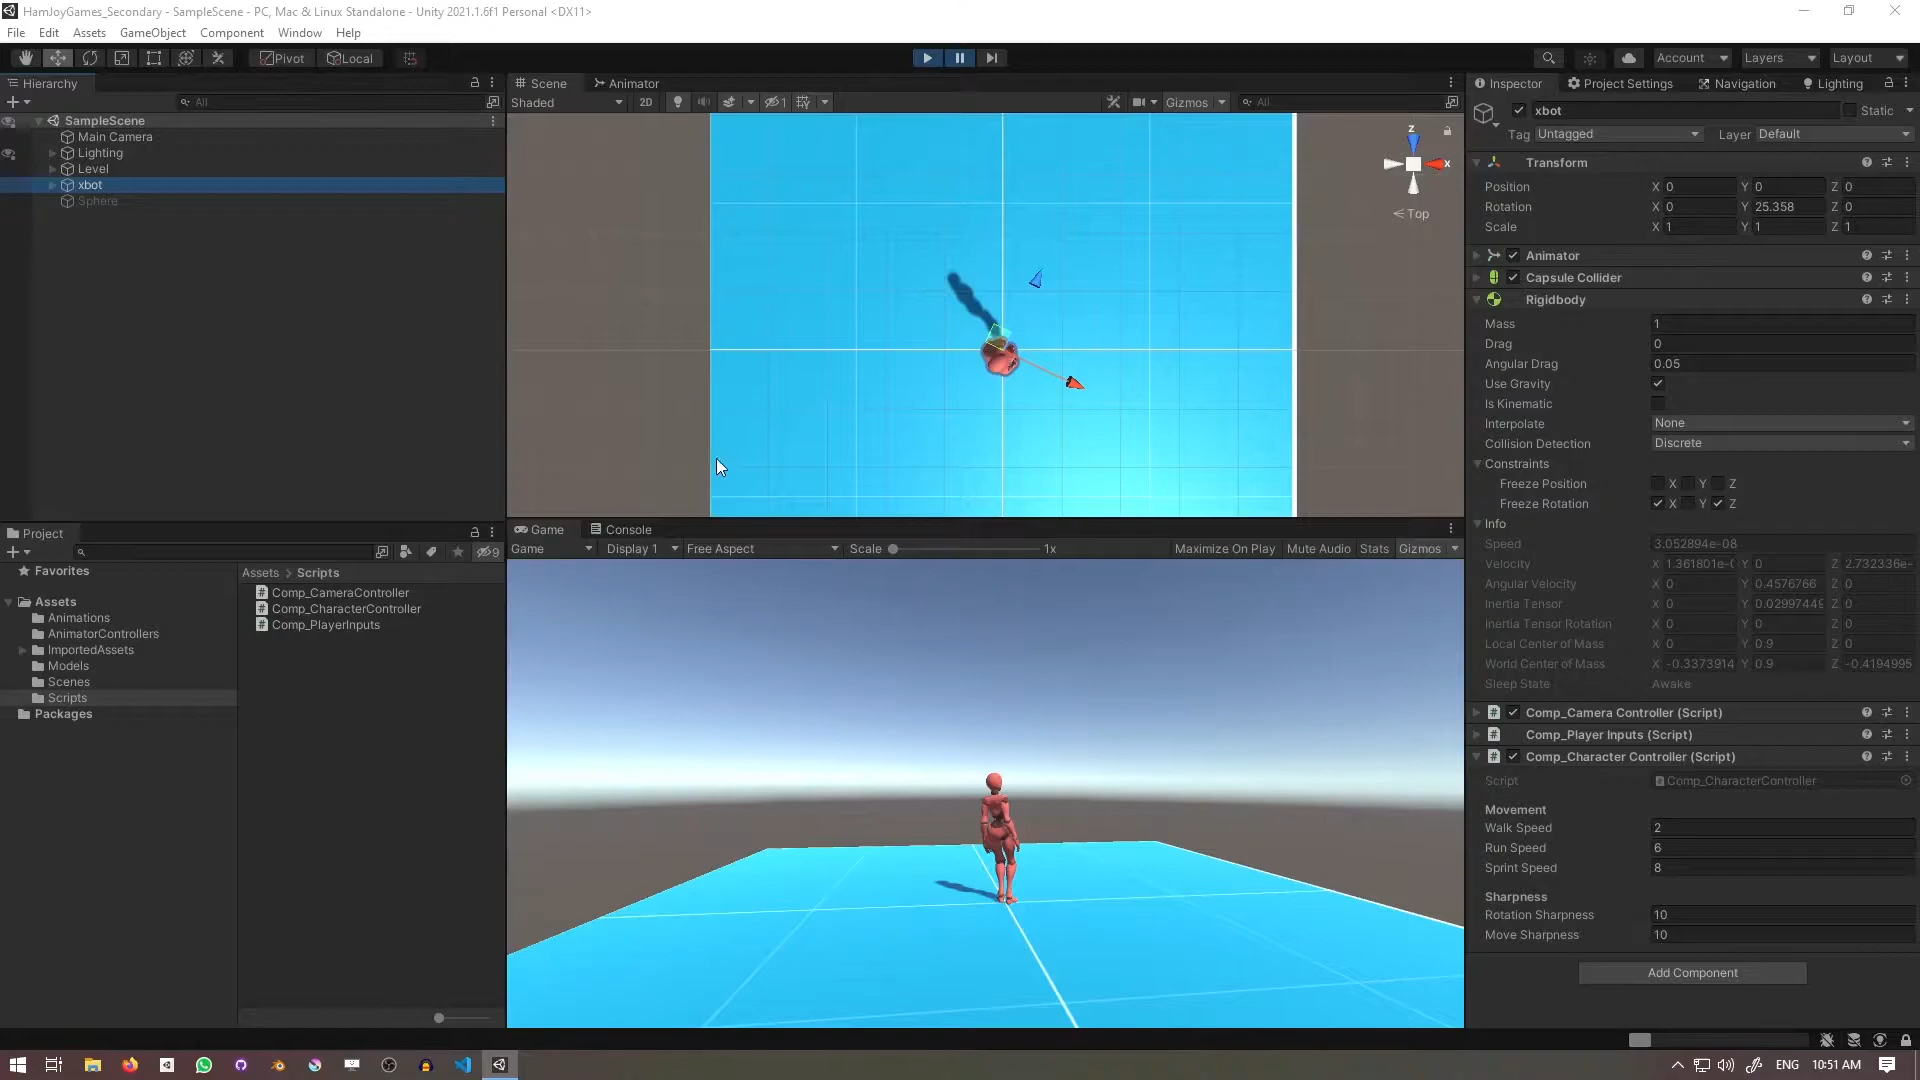 HamJoyGames_Secondary - SampleScene - PC, Mac & Linux Standalone - Unity 2021.1.6f1 Personal <DX11>
File Edit Assets GameObject Component Window Help
Pivot Local Account Layers Layout
Hierarchy
All
SampleScene
Main Camera
Lighting
Level
xbot
Sphere
Scene Animator
Shaded 2D 1 Gizmos All
z
x
< Top
Project
9
Favorites
Assets
Animations
AnimatorControllers
ImportedAssets
Models
Scenes
Scripts
Packages
Assets > Scripts
Comp_CameraController
Comp_CharacterController
Comp_PlayerInputs
Game Console
Game Display 1 Free Aspect Scale 1x Maximize On Play Mute Audio Stats Gizmos
Inspector Project Settings Navigation Lighting
xbot Static
Tag Untagged Layer Default
Transform
Position X 0 Y 0 Z 0
Rotation X 0 Y 25.358 Z 0
Scale X 1 Y 1 Z 1
Animator
Capsule Collider
Rigidbody
Mass 1
Drag 0
Angular Drag 0.05
Use Gravity
Is Kinematic
Interpolate None
Collision Detection Discrete
Constraints
Freeze Position X Y Z
Freeze Rotation X Y Z
Info
Speed 3.052894e-08
Velocity X 1.361801e-( Y 0 Z 2.732336e-
Angular Velocity X 0 Y 0.4576766 Z 0
Inertia Tensor X 0 Y 0.0299744 Z 0
Inertia Tensor Rotation X 0 Y 0 Z 0
Local Center of Mass X 0 Y 0.9 Z 0
World Center of Mass X -0.3373914 Y 0.9 Z -0.4194995
Sleep State Awake
Comp_Camera Controller (Script)
Comp_Player Inputs (Script)
Comp_Character Controller (Script)
Script Comp_CharacterController
Movement
Walk Speed 2
Run Speed 6
Sprint Speed 8
Sharpness
Rotation Sharpness 10
Move Sharpness 10
Add Component
ENG 10:51 AM